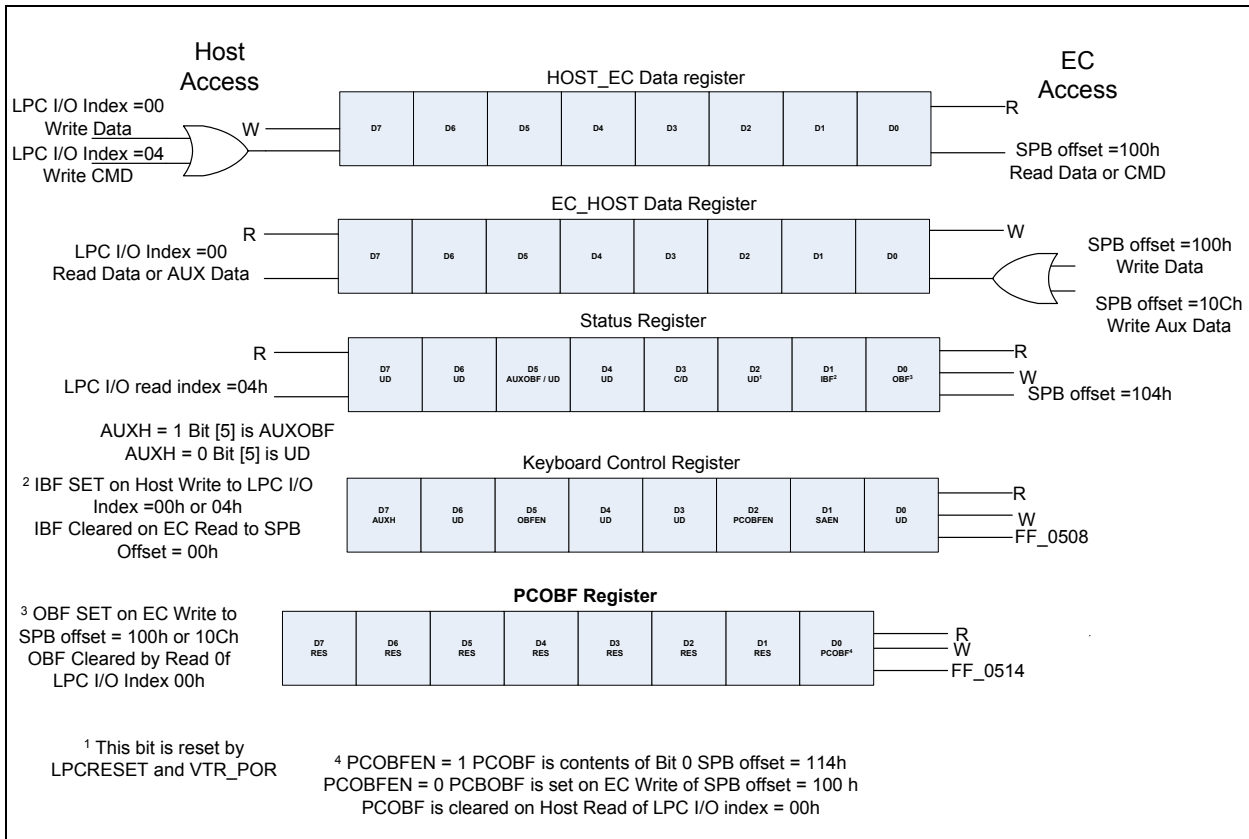 Host
Access
EC
Access
HOST_EC Data register
LPC I/O Index =00
Write Data
LPC I/O Index =04
Write CMD
W
D7 D6 D5 D4 D3 D2 D1 D0
R
SPB offset =100h
Read Data or CMD
EC_HOST Data Register
R
LPC I/O Index =00
Read Data or AUX Data
D7 D6 D5 D4 D3 D2 D1 D0
W
SPB offset =100h
Write Data
SPB offset =10Ch
Write Aux Data
Status Register
R
LPC I/O read index =04h
D7 D6 D5 D4 D3 D2 D1 D0
UD UD AUXOBF / UD UD C/D UD¹ IBF² OBF³
R
W
SPB offset =104h
AUXH = 1 Bit [5] is AUXOBF
AUXH = 0 Bit [5] is UD
Keyboard Control Register
² IBF SET on Host Write to LPC I/O
Index =00h or 04h
IBF Cleared on EC Read to SPB
Offset = 00h
D7 D6 D5 D4 D3 D2 D1 D0
AUXH UD OBFEN UD UD PCOBFEN SAEN UD
R
W
FF_0508
PCOBF Register
³ OBF SET on EC Write to
SPB offset = 100h or 10Ch
OBF Cleared by Read 0f
LPC I/O Index 00h
D7 D6 D5 D4 D3 D2 D1 D0
RES RES RES RES RES RES RES PCOBF⁴
R
W
FF_0514
¹ This bit is reset by
LPCRESET and VTR_POR
⁴ PCOBFEN = 1 PCOBF is contents of Bit 0 SPB offset = 114h
PCOBFEN = 0 PCBOBF is set on EC Write of SPB offset = 100 h
PCOBF is cleared on Host Read of LPC I/O index = 00h